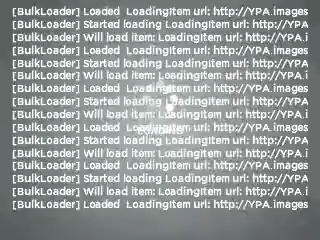 [BulkLoader] Loaded LoadingItem url: http://YPA.images
[BulkLoader] Started loading LoadingItem url: http://YPA
[BulkLoader] Will load item: LoadingItem url: http://YPA.i
[BulkLoader] Loaded LoadingItem url: http://YPA.images
[BulkLoader] Started loading LoadingItem url: http://YPA
[BulkLoader] Will load item: LoadingItem url: http://YPA.i
[BulkLoader] Loaded LoadingItem url: http://YPA.images
[BulkLoader] Started loading LoadingItem url: http://YPA
[BulkLoader] Will load item: LoadingItem url: http://YPA.i
[BulkLoader] Loaded LoadingItem url: http://YPA.images
[BulkLoader] Started loading LoadingItem url: http://YPA
[BulkLoader] Will load item: LoadingItem url: http://YPA.i
[BulkLoader] Loaded LoadingItem url: http://YPA.images
[BulkLoader] Started loading LoadingItem url: http://YPA
[BulkLoader] Will load item: LoadingItem url: http://YPA.i
[BulkLoader] Loaded LoadingItem url: http://YPA.images